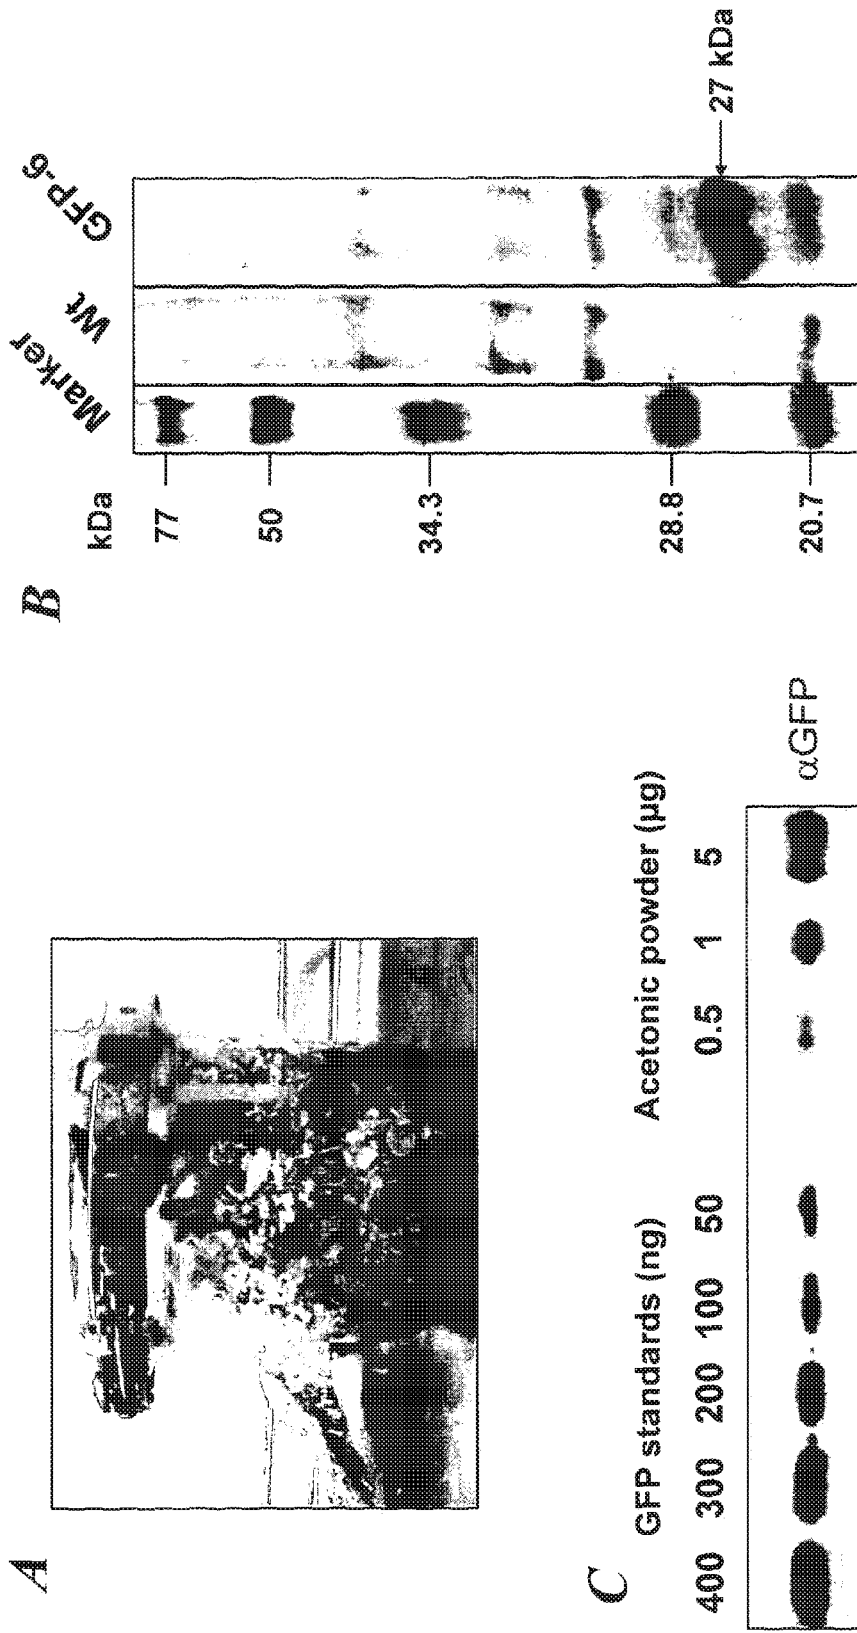 A
B
kDa
Marker
Wt
GFP-6
77
50
34.3
28.8
20.7
27 kDa
C
GFP standards (ng)
Acetonic powder (μg)
400 300 200 100 50 0.5 1 5
αGFP